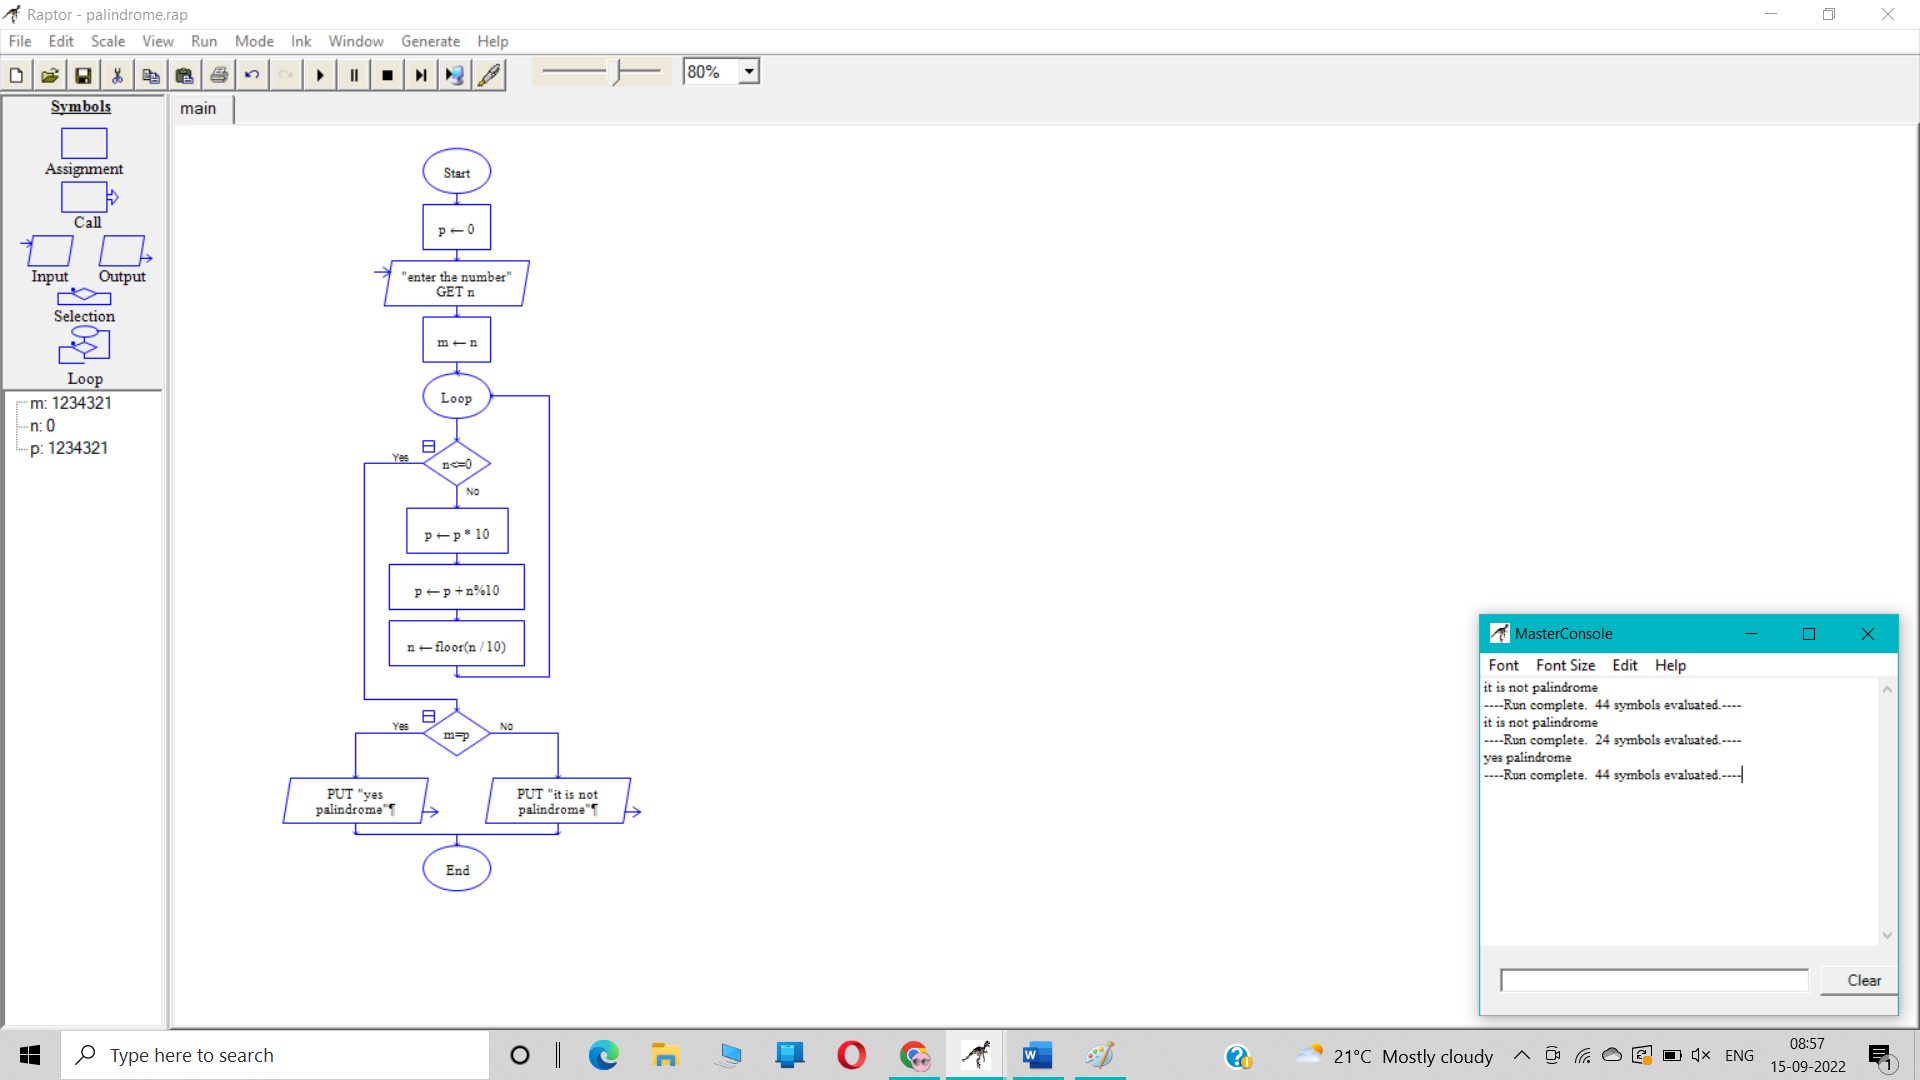 Raptor - palindrome.rap
File Edit Scale View Run Mode Ink Window Generate Help
80%
Symbols
Assignment
Call
Input Output
Selection
Loop
m: 1234321
n: 0
p: 1234321
main
Start
p ← 0
"enter the number"
GET n
m ← n
Loop
Yes
n<=0
No
p ← p * 10
p ← p + n%10
n ← floor(n / 10)
Yes
No
m=p
PUT "yes
palindrome"¶
PUT "it is not
palindrome"¶
End
MasterConsole
Font Font Size Edit Help
it is not palindrome
----Run complete. 44 symbols evaluated.----
it is not palindrome
----Run complete. 24 symbols evaluated.----
yes palindrome
----Run complete. 44 symbols evaluated.----
Clear
Type here to search
21°C Mostly cloudy
ENG
08:57
15-09-2022
1